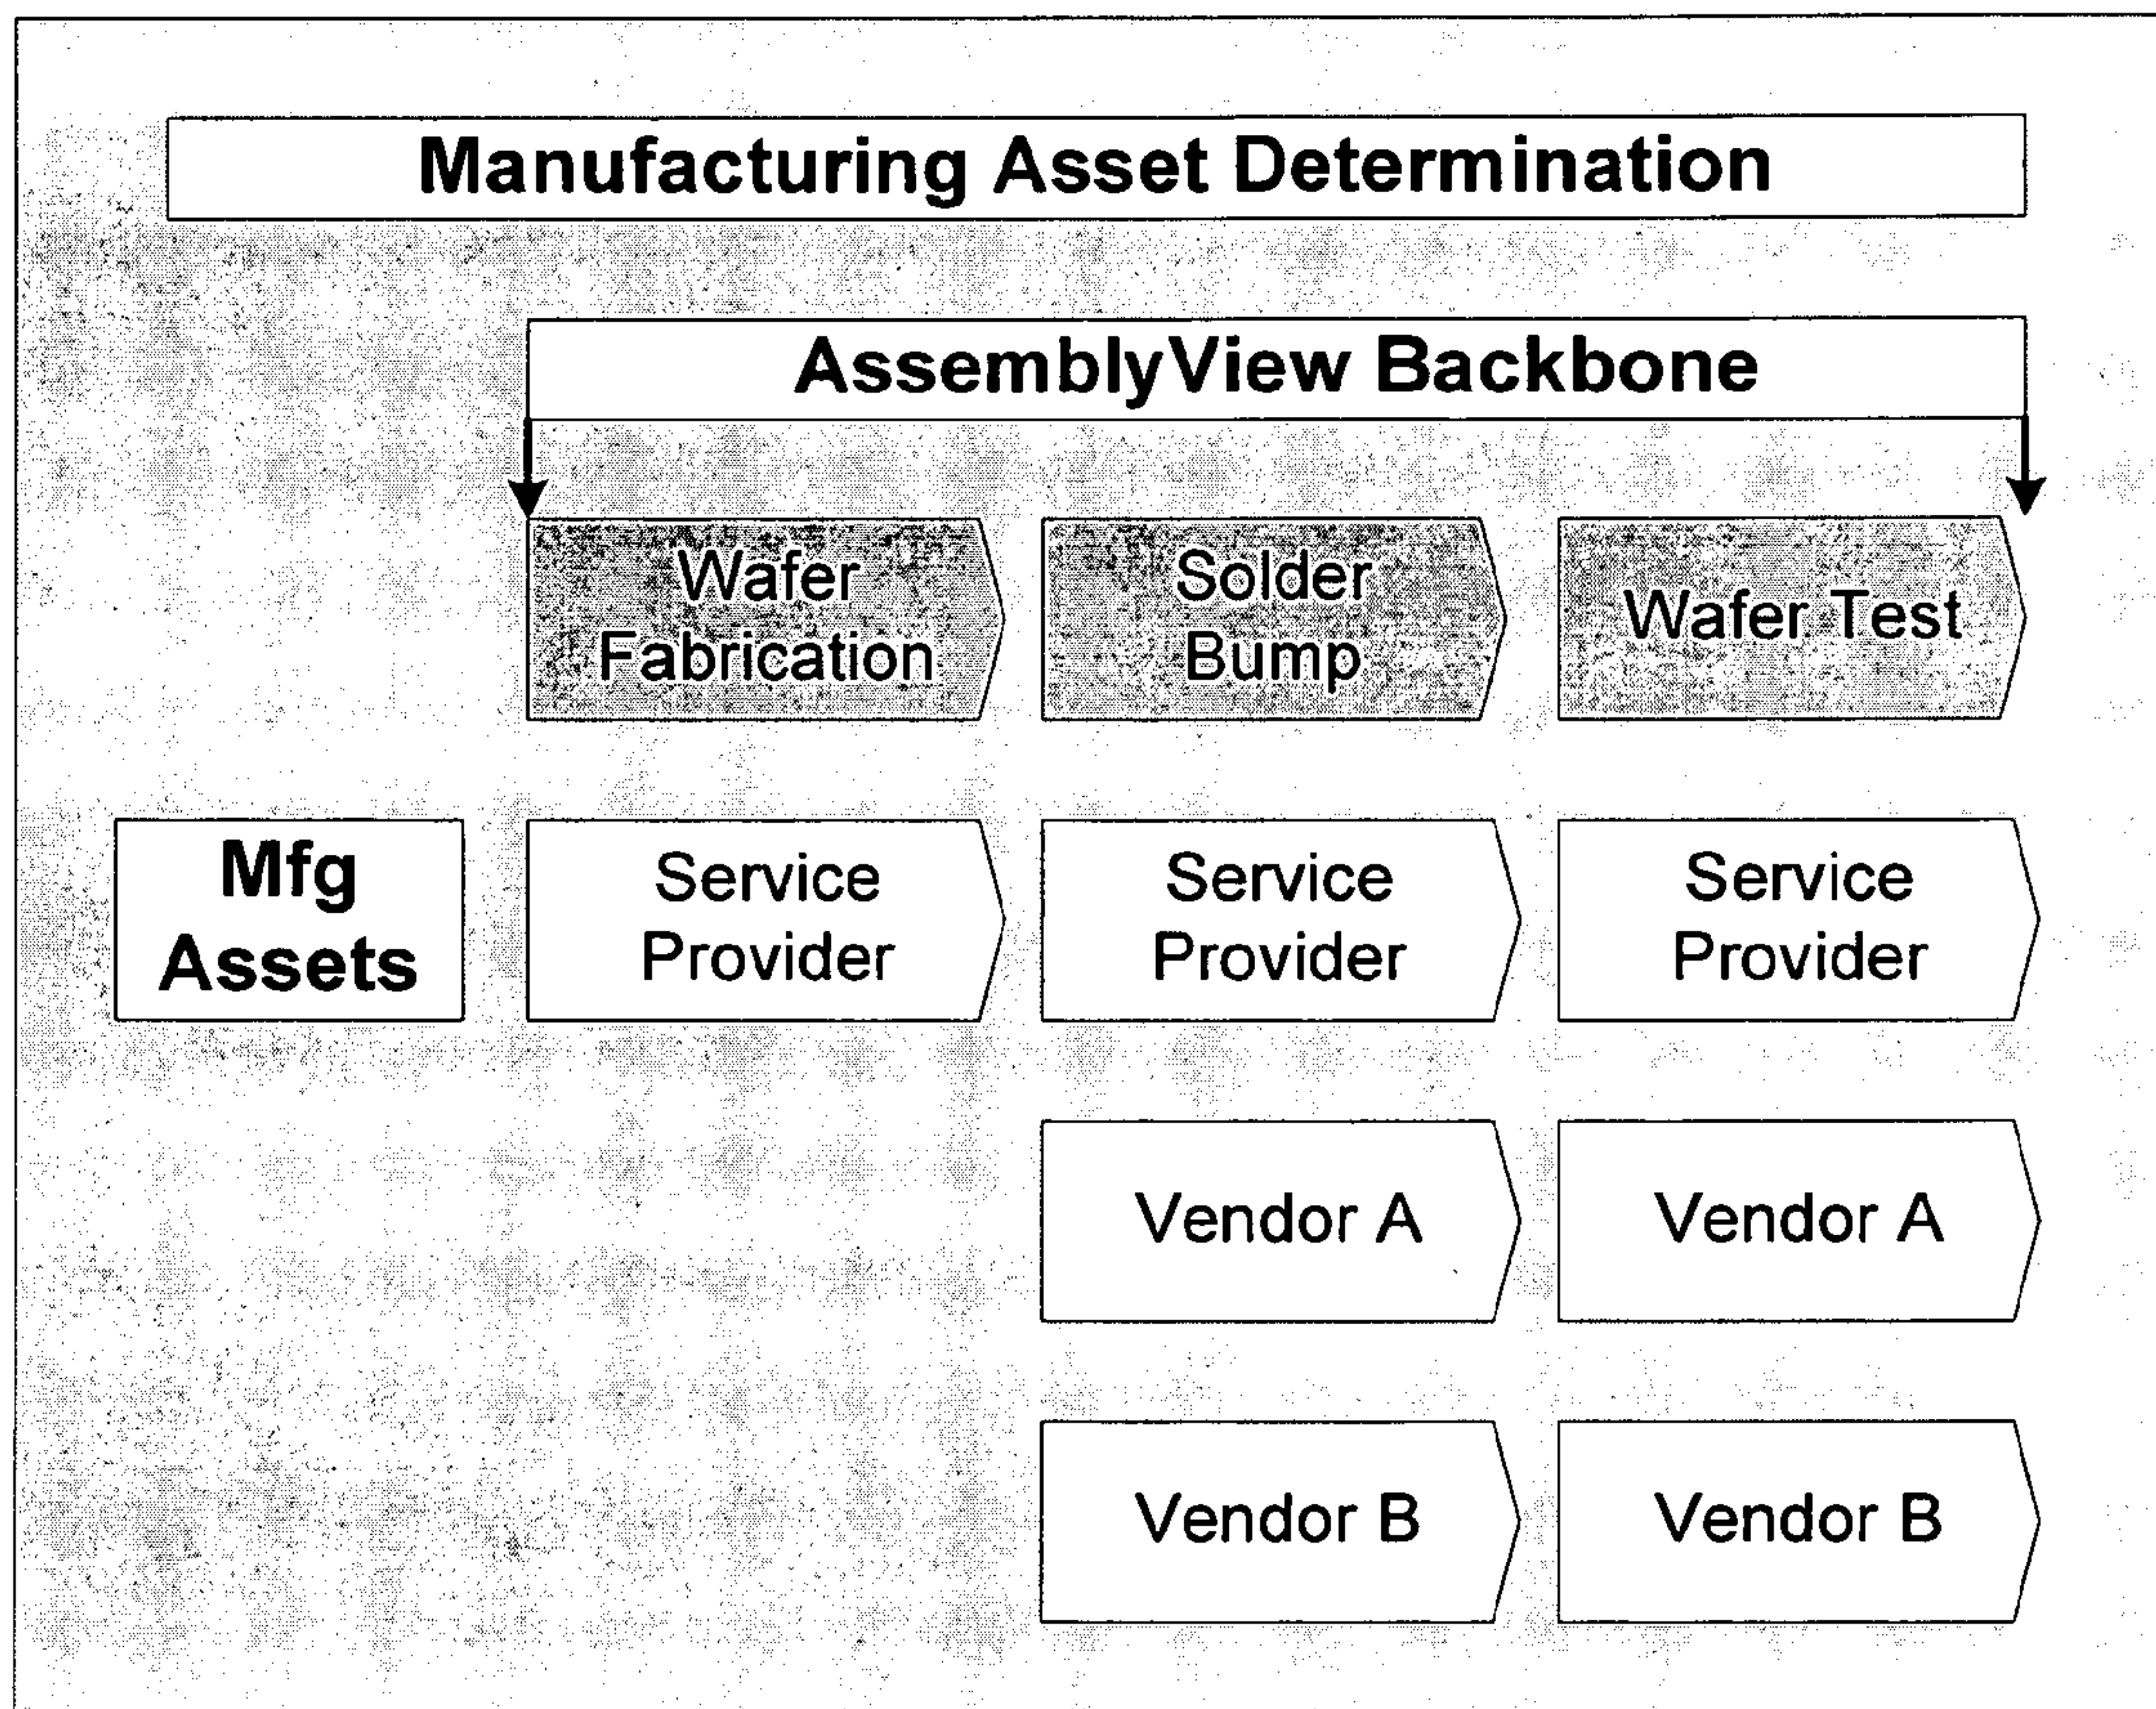 Manufacturing Asset Determination
AssemblyView Backbone
Wafer
Fabrication
Solder
Bump
Wafer Test
Mfg
Assets
Service
Provider
Service
Provider
Service
Provider
Vendor A
Vendor A
Vendor B
Vendor B